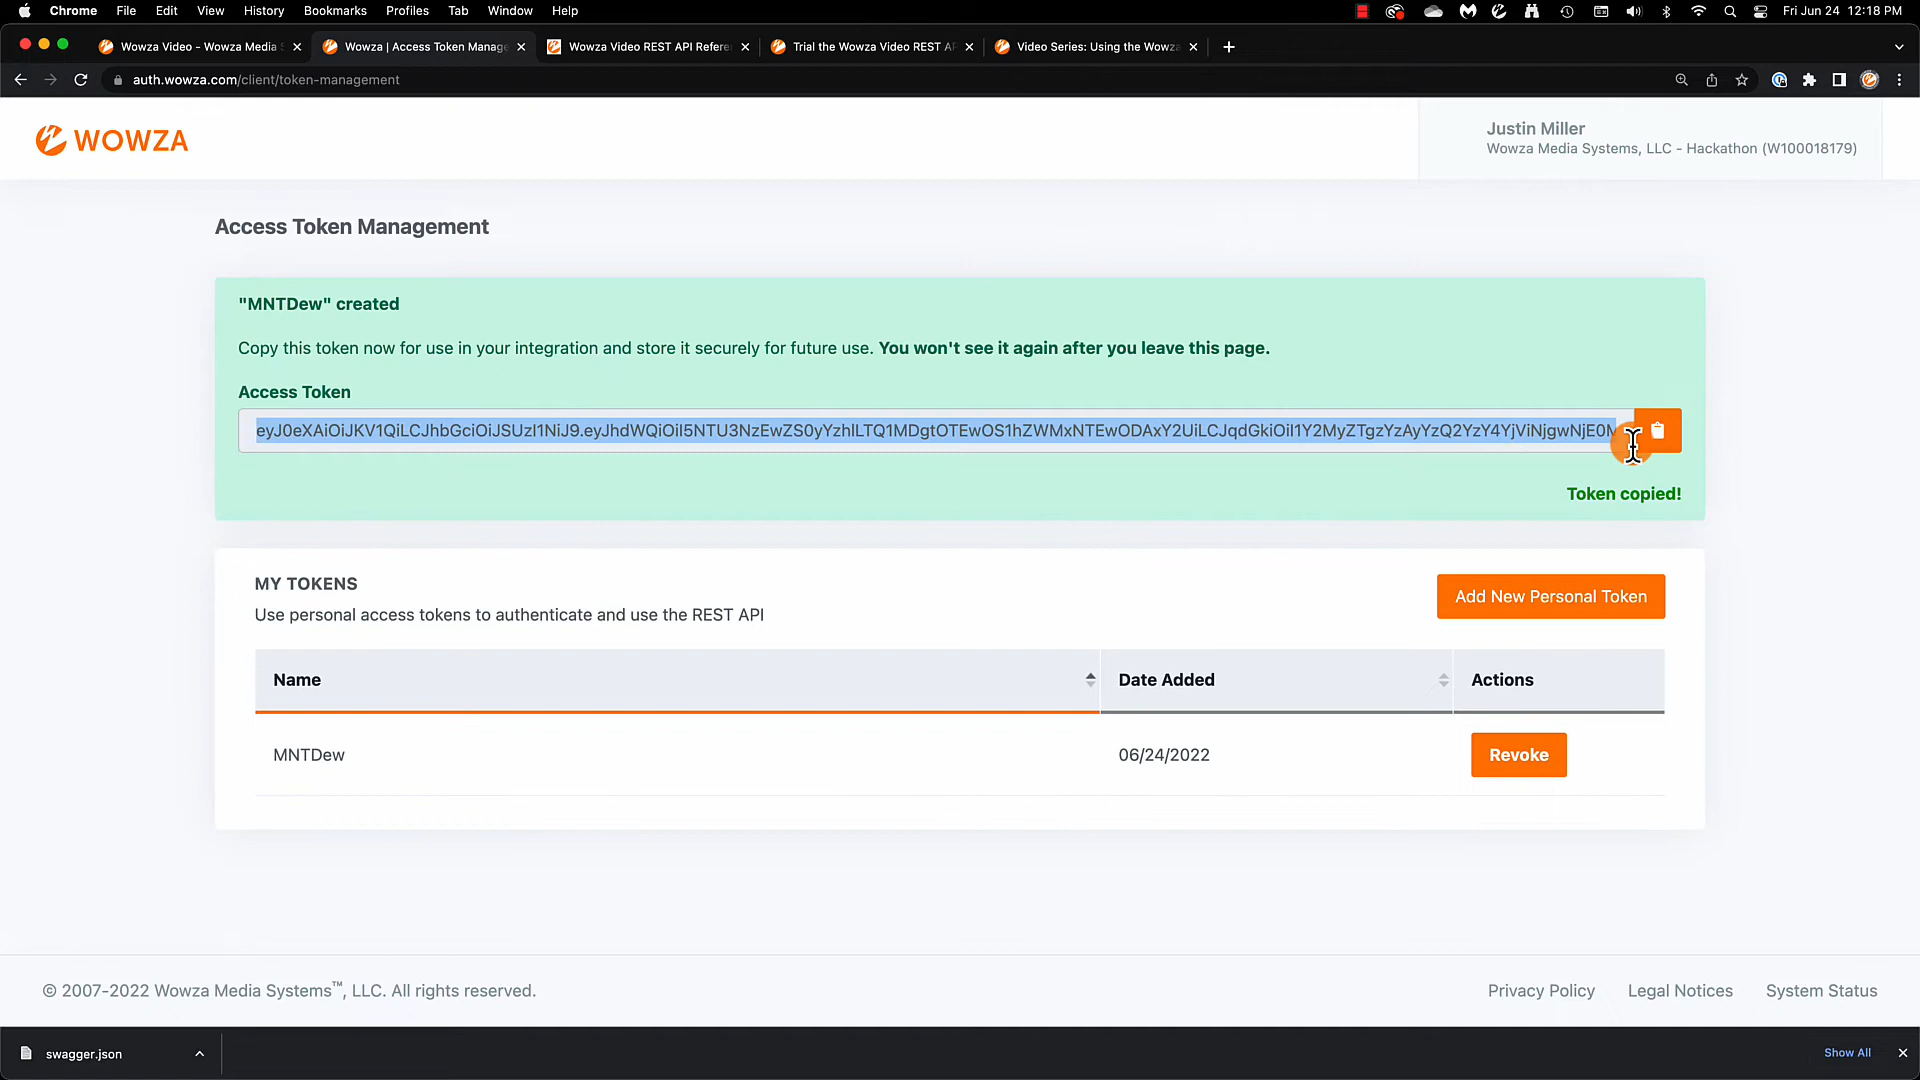 Chrome File Edit View History Bookmarks Profiles Tab Window Help Fri Jun 24 12:18 PM
Wowza Video - Wowza Media S Wowza | Access Token Manage Wowza Video REST API Refere Trial the Wowza Video REST AP Video Series: Using the Wowza
auth.wowza.com/client/token-management
WOWZA
Justin Miller
Wowza Media Systems, LLC - Hackathon (W100018179)
Access Token Management
"MNTDew" created
Copy this token now for use in your integration and store it securely for future use. You won't see it again after you leave this page.
Access Token
Token copied!
MY TOKENS
Add New Personal Token
Use personal access tokens to authenticate and use the REST API
Name Date Added Actions
MNTDew 06/24/2022 Revoke
© 2007-2022 Wowza Media Systems™, LLC. All rights reserved. Privacy Policy Legal Notices System Status
swagger.json Show All